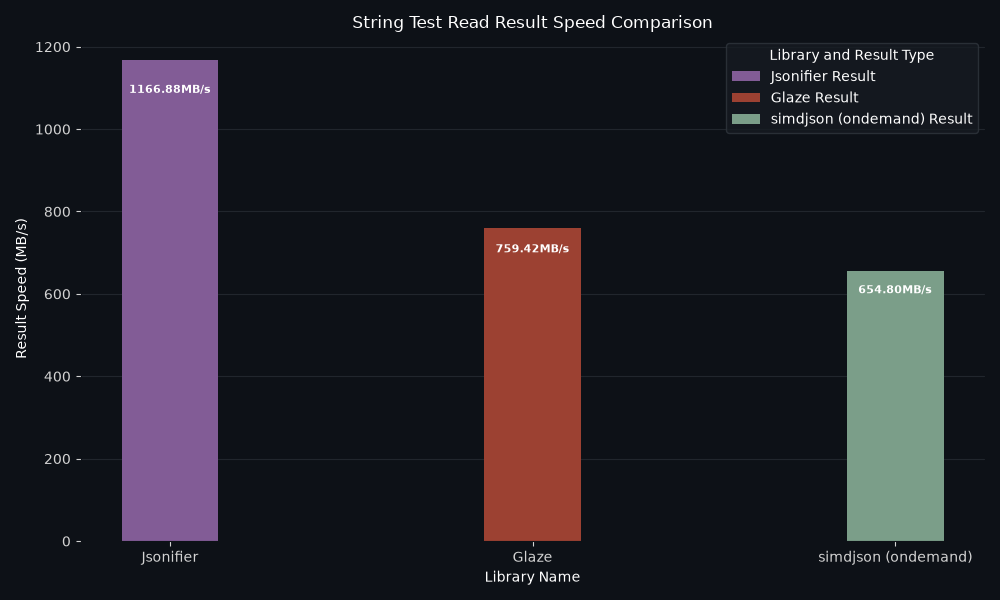 String Test Read Result Speed Comparison
Library and Result Type
Jsonifier Result
Glaze Result
simdjson (ondemand) Result
Result Speed (MB/s)
1200
1000
800
600
400
200
0
1166.88MB/s
759.42MB/s
654.80MB/s
Jsonifier
Glaze
simdjson (ondemand)
Library Name